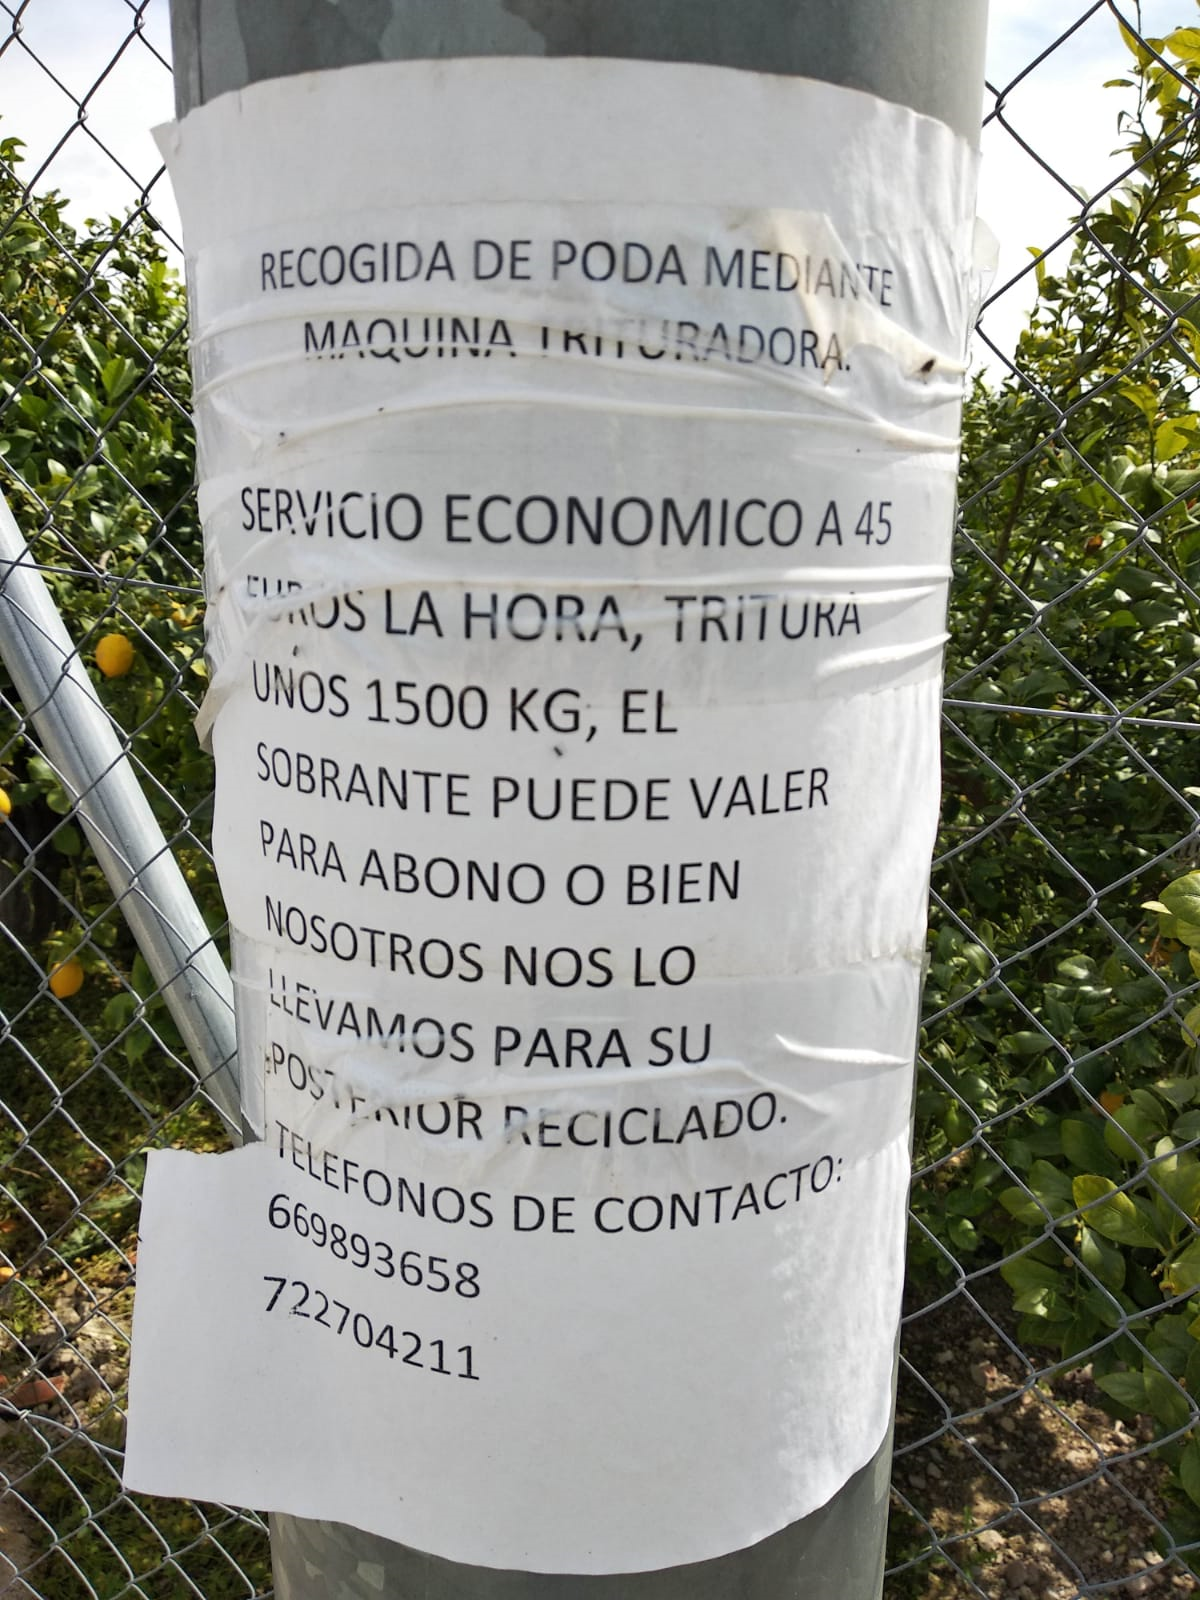 RECOGIDA DE PODA MEDIANTE
MAQUINA TRITURADORA.
SERVICIO ECONOMICO A 45
EUROS LA HORA, TRITURA
UNOS 1500 KG, EL
SOBRANTE PUEDE VALER
PARA ABONO O BIEN
NOSOTROS NOS LO
LLEVAMOS PARA SU
POSTERIOR RECICLADO.
TELEFONOS DE CONTACTO:
669893658
722704211